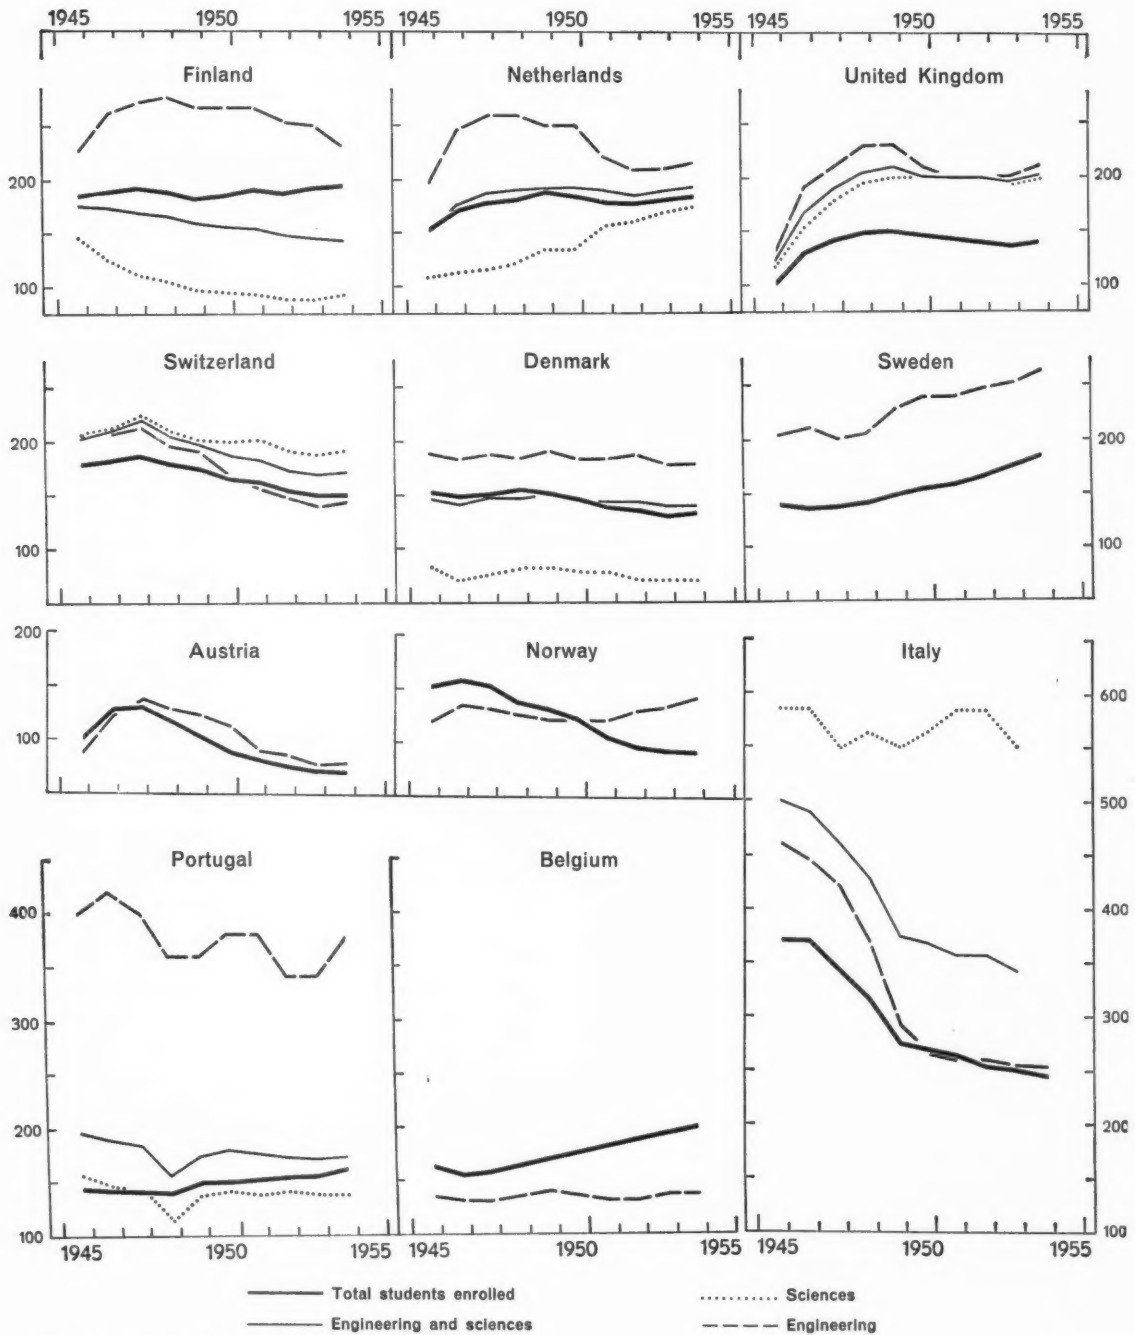 1945 1950 1955 1945 1950 1955 1945 1950 1955
Finland Netherlands United Kingdom
200 200
100 100
Switzerland Denmark Sweden
200 200
100 100
200
Austria Norway Italy
600
100
500
Portugal Belgium
400 400
300 300
200 200
100 100
1945 1950 1955 1945 1950 1955 1945 1950 1955
Total students enrolled Sciences
Engineering and sciences Engineering